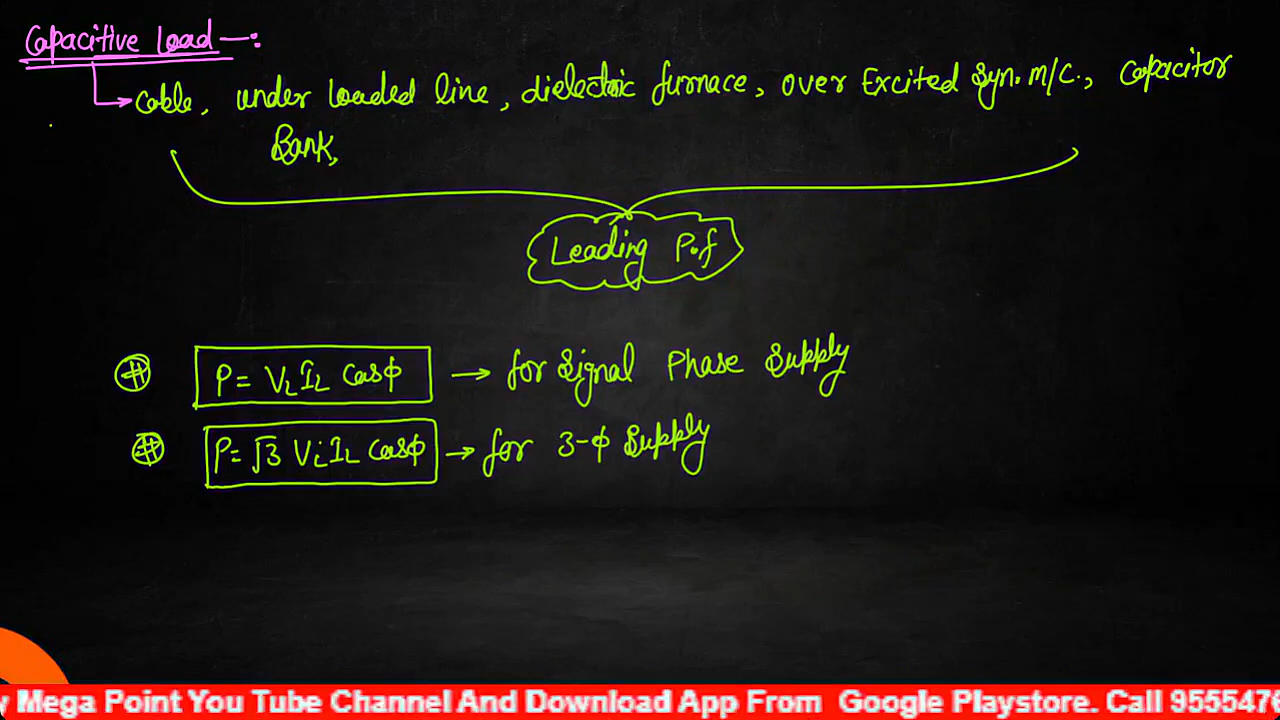 Capacitive Load —:
→ Cable, under loaded line, dielectric furnace, over Excited Syn. M/C., Capacitor
Bank,
Leading P.f
# P = VL IL Cosϕ → for Signal Phase Supply
# P = √3 VL IL Cosϕ → for 3-ϕ Supply
y Mega Point You Tube Channel And Download App From Google Playstore. Call 9555476